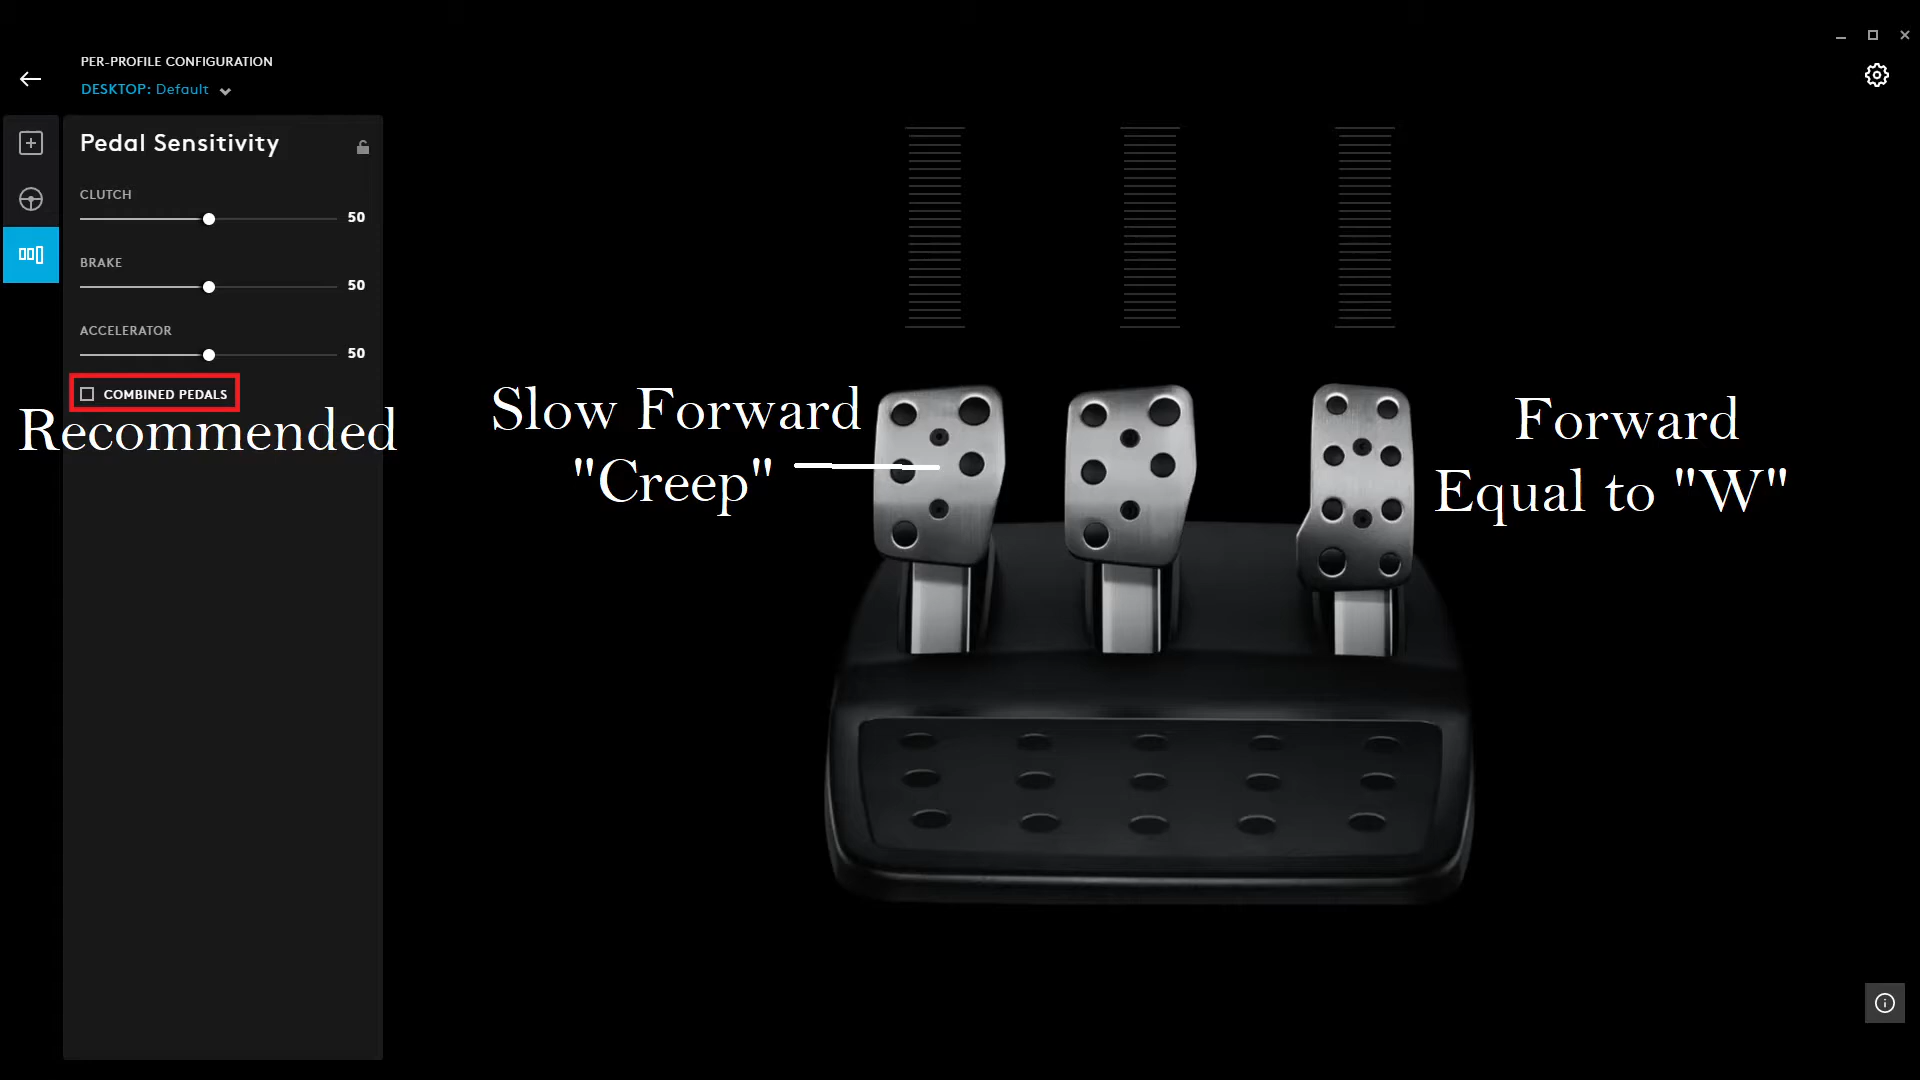 PER-PROFILE CONFIGURATION
DESKTOP: Default
Pedal Sensitivity
CLUTCH
50
BRAKE
50
ACCELERATOR
50
COMBINED PEDALS
Recommended
Slow Forward
"Creep"
Forward
Equal to "W"